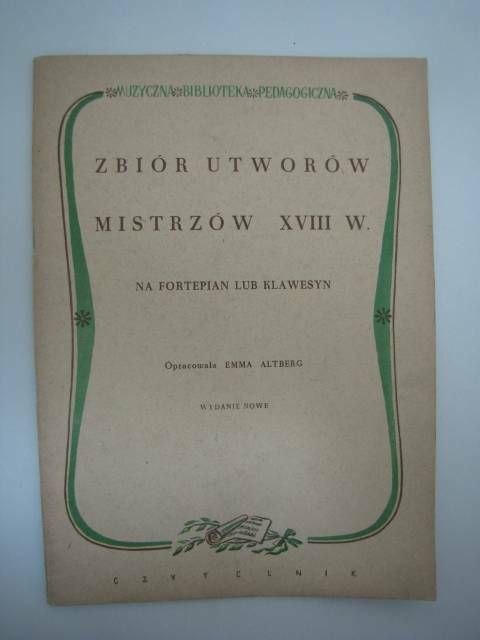 MUZYCZNA BIBLIOTEKA PEDAGOGICZNA
ZBIÓR UTWORÓW
MISTRZÓW XVIII W.
NA FORTEPIAN LUB KLAWESYN
Opracowała EMMA ALTBERG
WYDANIE NOWE
CZYTELNIK